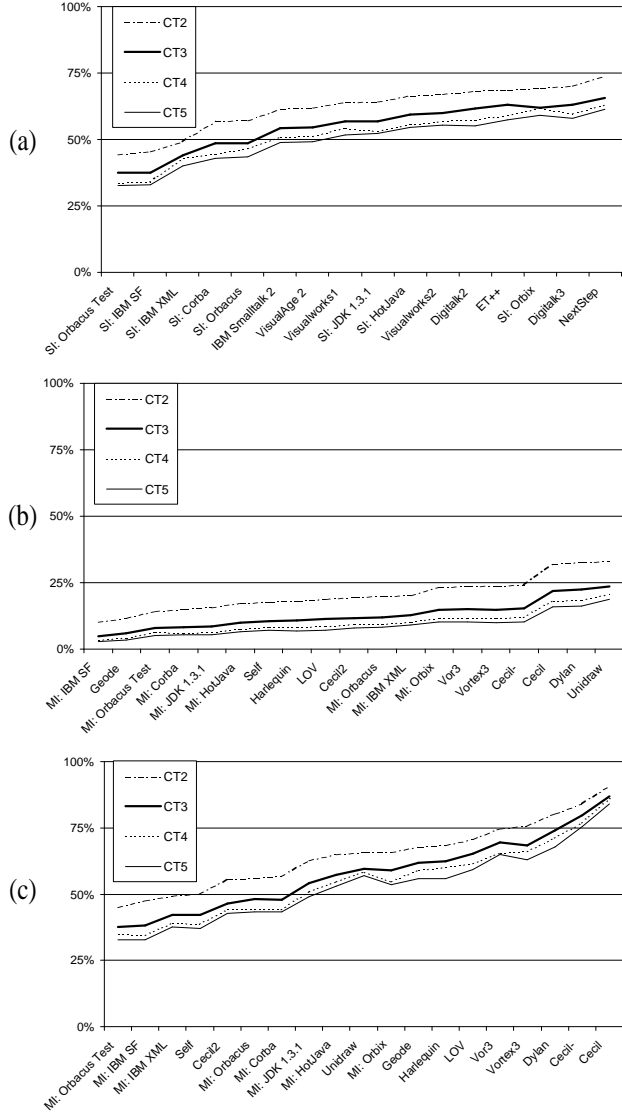 100%
75%
50%
25%
0%
CT2
CT3
CT4
CT5
(a)
SI: Orbacus Test
SI: IBM SF
SI: IBM XML
SI: Corba
SI: Orbacus
IBM Smalltalk 2
VisualAge 2
Visualworks1
SI: JDK 1.3.1
SI: HotJava
Visualworks2
Digitalk2
ET++
SI: Orbix
Digitalk3
NextStep
100%
75%
50%
25%
0%
CT2
CT3
CT4
CT5
(b)
MI: IBM SF
Geode
MI: Orbacus Test
MI: Corba
MI: JDK 1.3.1
MI: HotJava
Self
Harlequin
LOV
Cecil2
MI: Orbacus
MI: IBM XML
MI: Orbix
Vor3
Vortex3
Cecil-
Cecil
Dylan
Unidraw
100%
75%
50%
25%
0%
CT2
CT3
CT4
CT5
(c)
MI: Orbacus Test
MI: IBM SF
MI: IBM XML
Self
Cecil2
MI: Orbacus
MI: Corba
MI: JDK 1.3.1
MI: HotJava
Unidraw
MI: Orbix
Geode
Harlequin
LOV
Vor3
Vortex3
Dylan
Cecil-
Cecil